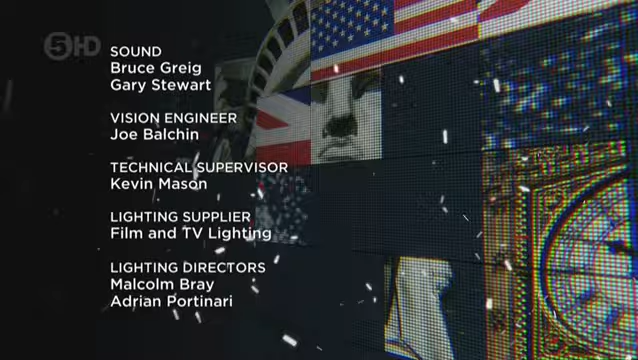 5HD
SOUND
Bruce Greig
Gary Stewart
VISION ENGINEER
Joe Balchin
TECHNICAL SUPERVISOR
Kevin Mason
LIGHTING SUPPLIER
Film and TV Lighting
LIGHTING DIRECTORS
Malcolm Bray
Adrian Portinari